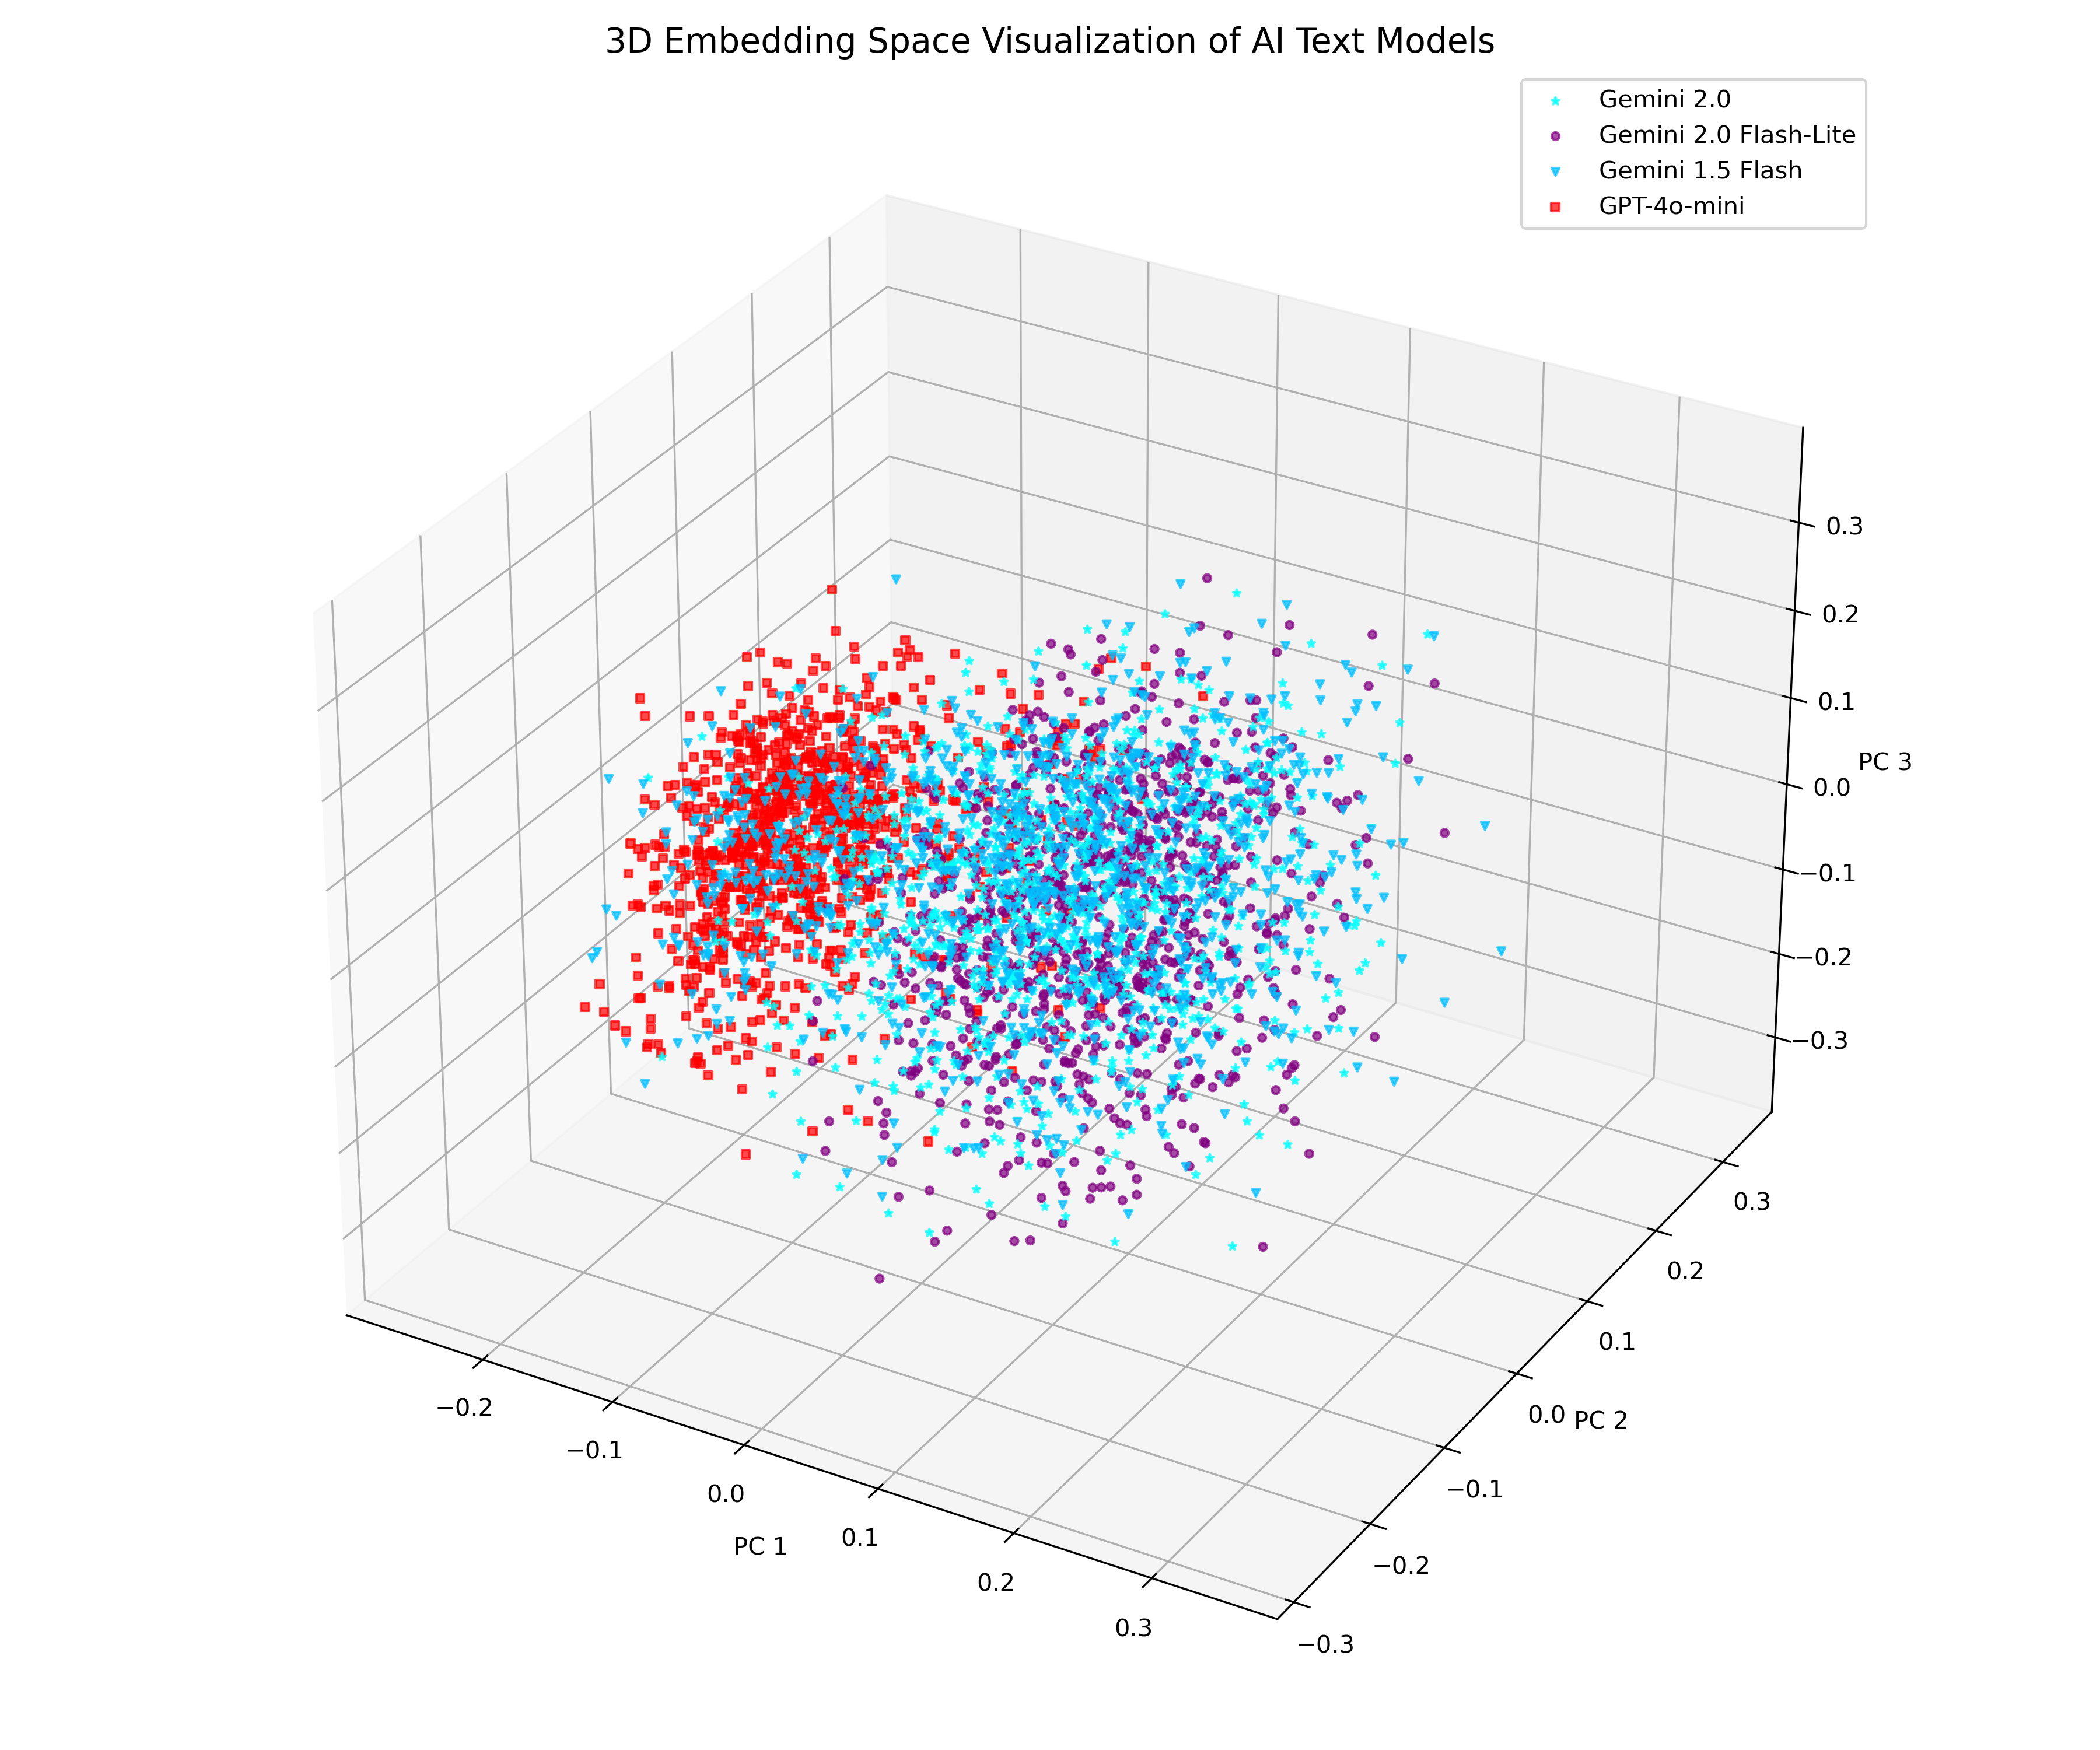 3D Embedding Space Visualization of AI Text Models
Gemini 2.0
Gemini 2.0 Flash-Lite
Gemini 1.5 Flash
GPT-4o-mini
0.3
0.2
0.1
PC 3
0.0
−0.1
−0.2
−0.3
0.3
0.2
0.1
0.0
PC 2
−0.1
−0.2
−0.3
−0.2
−0.1
0.0
PC 1
0.1
0.2
0.3